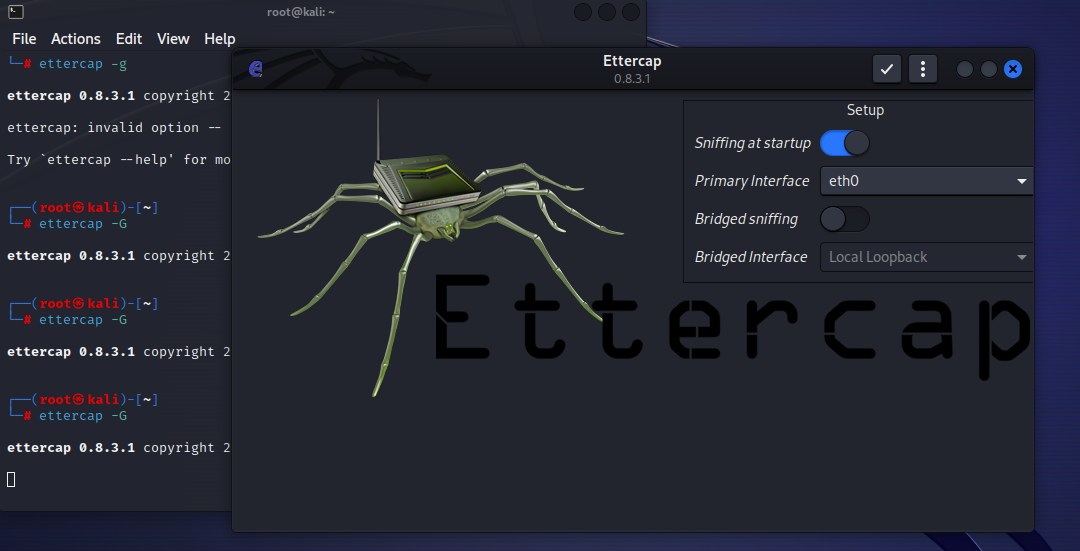 root@kali: ~
File Actions Edit View Help
└─# ettercap -g
ettercap 0.8.3.1 copyright 2
ettercap: invalid option --
Try `ettercap --help' for mo
┌──(root㉿kali)-[~]
└─# ettercap -G
ettercap 0.8.3.1 copyright 2
┌──(root㉿kali)-[~]
└─# ettercap -G
ettercap 0.8.3.1 copyright 2
┌──(root㉿kali)-[~]
└─# ettercap -G
ettercap 0.8.3.1 copyright 2
Ettercap
0.8.3.1
Setup
Sniffing at startup
Primary Interface eth0
Bridged sniffing
Bridged Interface Local Loopback
Ettercap